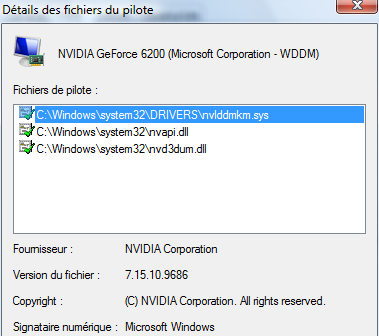 Détails des fichiers du pilote
NVIDIA GeForce 6200 (Microsoft Corporation - WDDM)
Fichiers de pilote :
C:\Windows\system32\DRIVERS\nvlddmkm.sys
C:\Windows\system32\nvapi.dll
C:\Windows\system32\nvd3dum.dll
Fournisseur : NVIDIA Corporation
Version du fichier : 7.15.10.9686
Copyright : (C) NVIDIA Corporation. All rights reserved.
Signataire numérique : Microsoft Windows